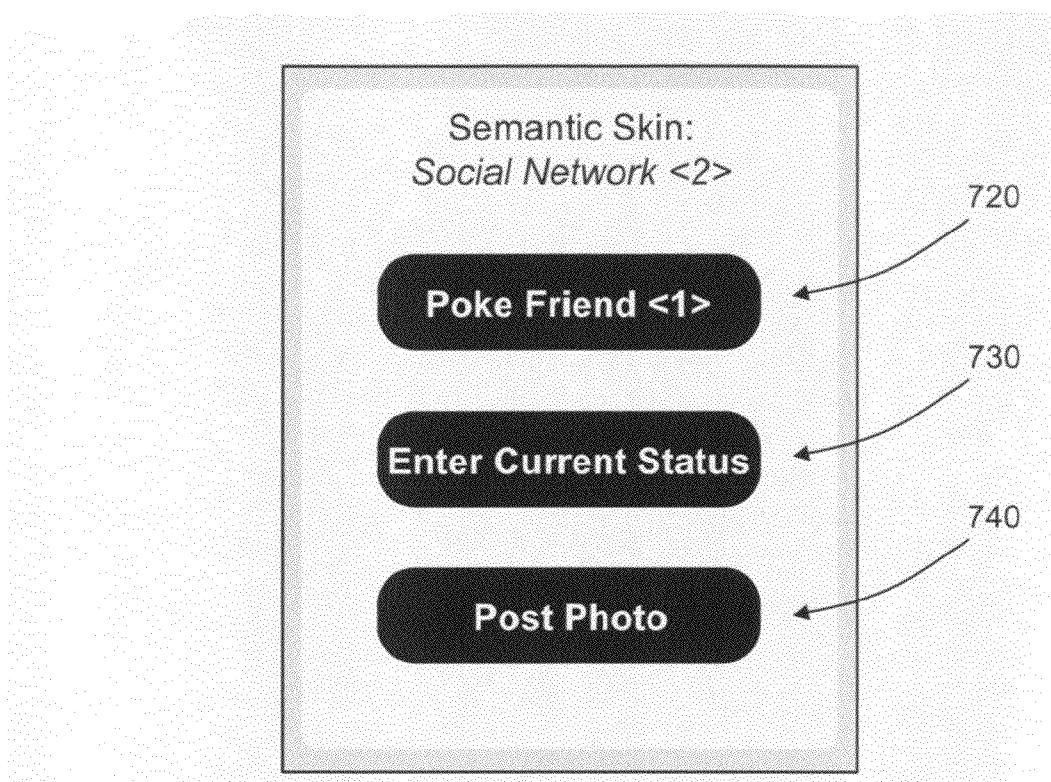 Semantic Skin:
Social Network <2>
720
Poke Friend <1>
730
Enter Current Status
740
Post Photo